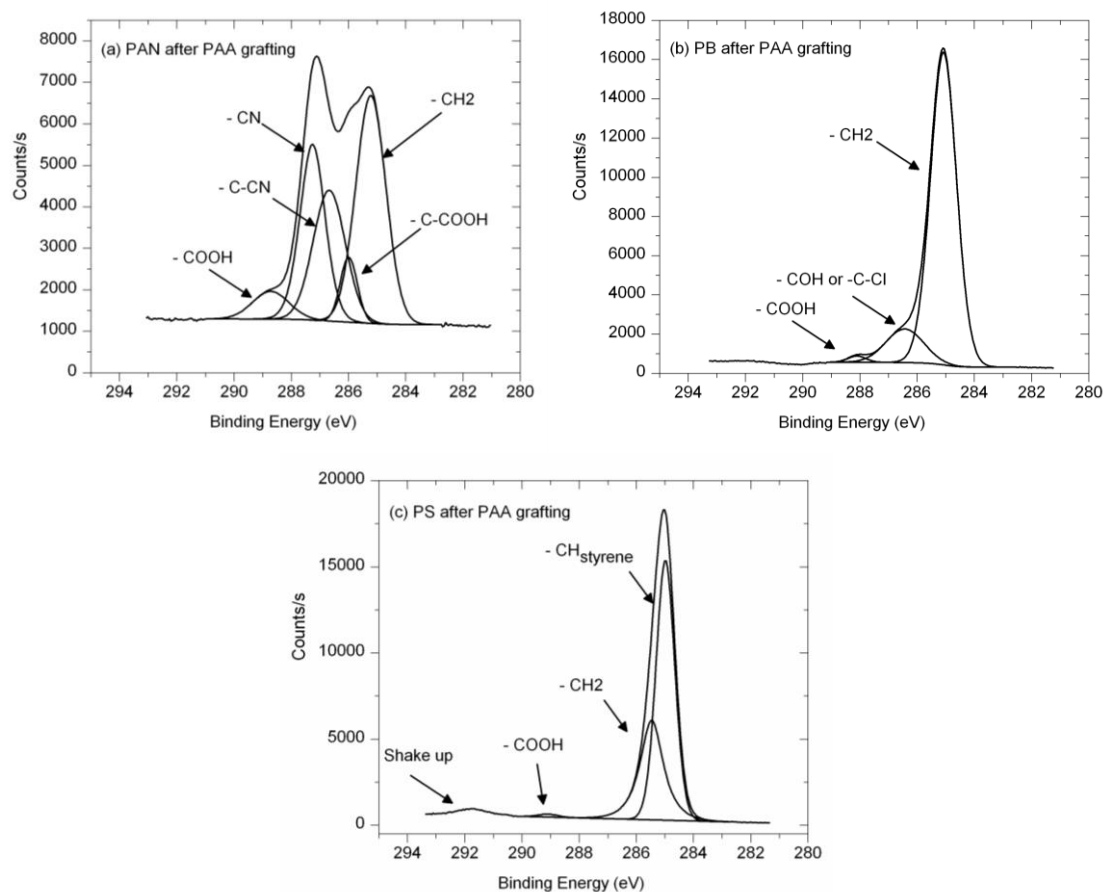 (a) PAN after PAA grafting
- CN
- C-CN
- COOH
- CH2
- C-COOH
8000
7000
6000
5000
4000
3000
2000
1000
0
Counts/s
294 292 290 288 286 284 282 280
Binding Energy (eV)
(b) PB after PAA grafting
- CH2
- COH or -C-Cl
- COOH
18000
16000
14000
12000
10000
8000
6000
4000
2000
0
Counts/s
294 292 290 288 286 284 282 280
Binding Energy (eV)
(c) PS after PAA grafting
- CHstyrene
- CH2
- COOH
Shake up
20000
15000
10000
5000
0
Counts/s
294 292 290 288 286 284 282 280
Binding Energy (eV)